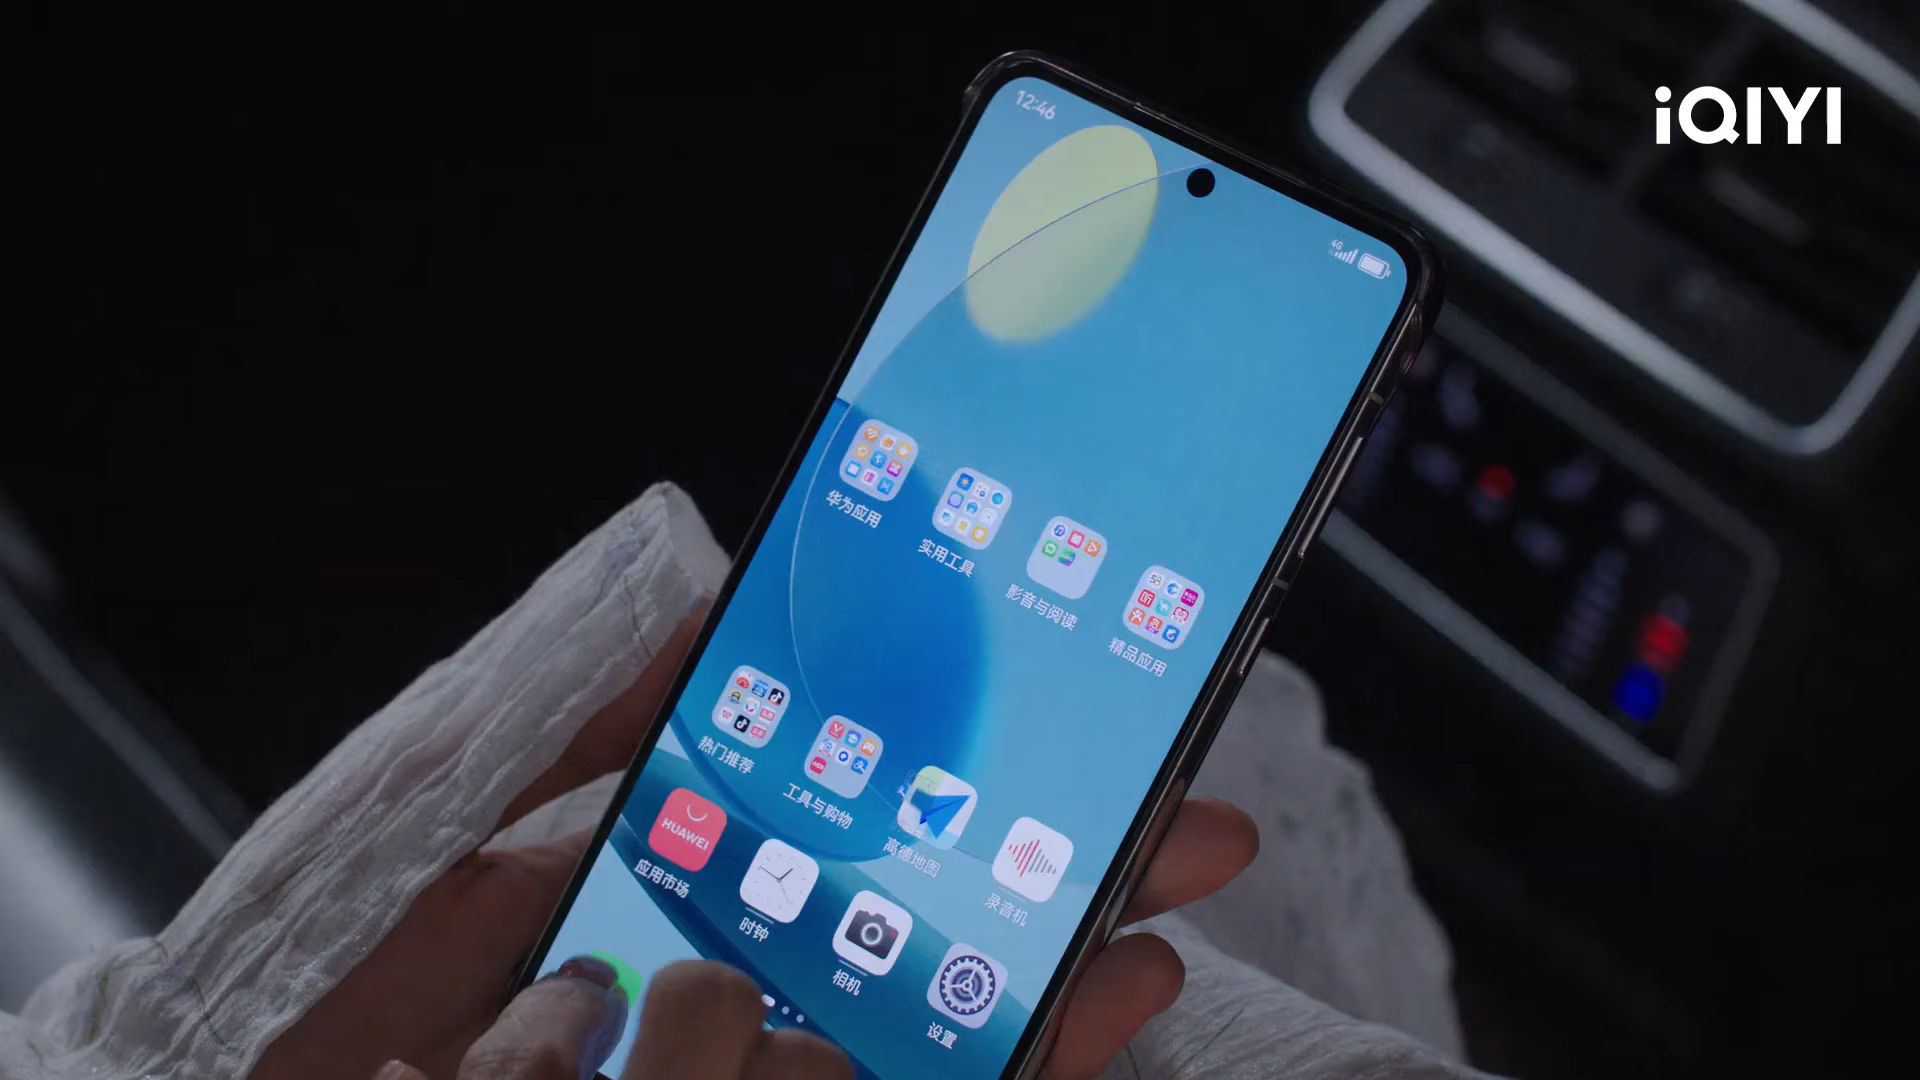 iQIYI
12:46
4G
华为应用
实用工具
影音与阅读
精品应用
热门推荐
工具与购物
高德地图
录音机
HUAWEI
应用市场
时钟
相机
设置